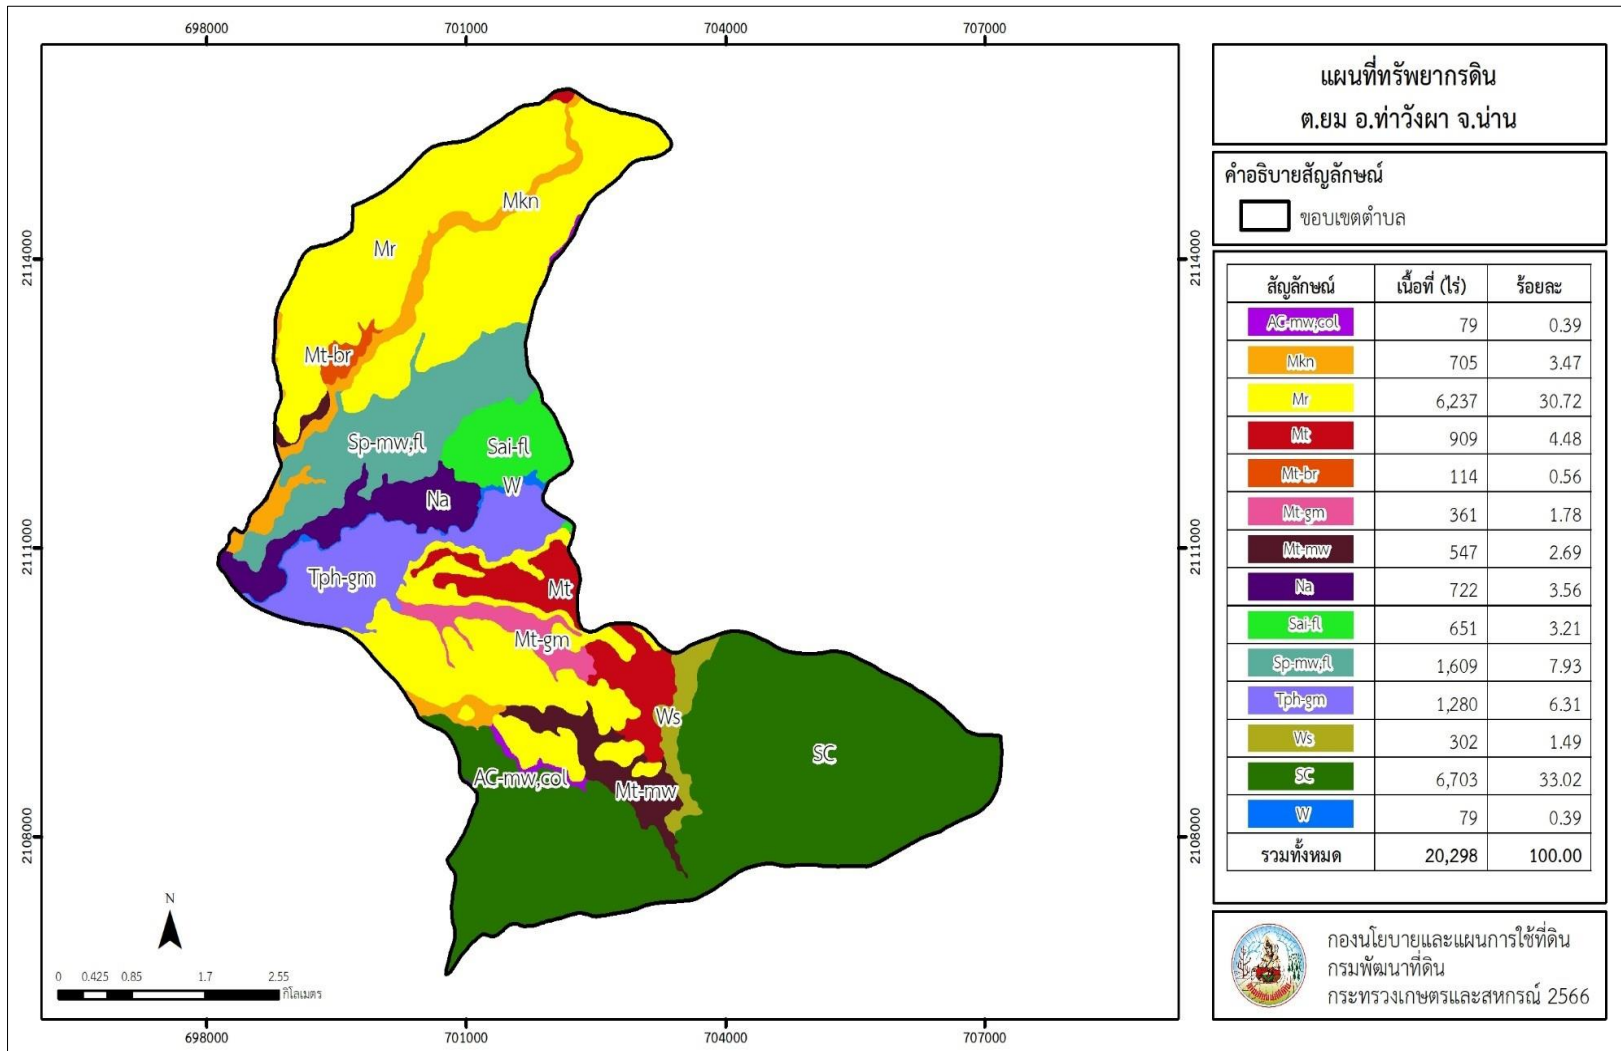 698000 701000 704000 707000
แผนที่ทรัพยากรดิน
ต.ยม อ.ท่าวังผา จ.น่าน
คำอธิบายสัญลักษณ์
ขอบเขตตำบล
สัญลักษณ์ เนื้อที่ (ไร่) ร้อยละ
AC-mw,col 79 0.39
Mkn 705 3.47
Mr 6,237 30.72
Mt 909 4.48
Mt-br 114 0.56
Mt-gm 361 1.78
Mt-mw 547 2.69
Na 722 3.56
Sai-fl 651 3.21
Sp-mw,fl 1,609 7.93
Tph-gm 1,280 6.31
Ws 302 1.49
SC 6,703 33.02
W 79 0.39
รวมทั้งหมด 20,298 100.00
กองนโยบายและแผนการใช้ที่ดิน
กรมพัฒนาที่ดิน
กระทรวงเกษตรและสหกรณ์ 2566
2114000 2114000
2111000 2111000
2108000 2108000
Mkn
Mr
Mt-br
Sp-mw,fl
Sai-fl
W
Na
Tph-gm
Mt
Mt-gm
Ws
SC
AC-mw,col
Mt-mw
N
0 0.425 0.85 1.7 2.55
กิโลเมตร
698000 701000 704000 707000